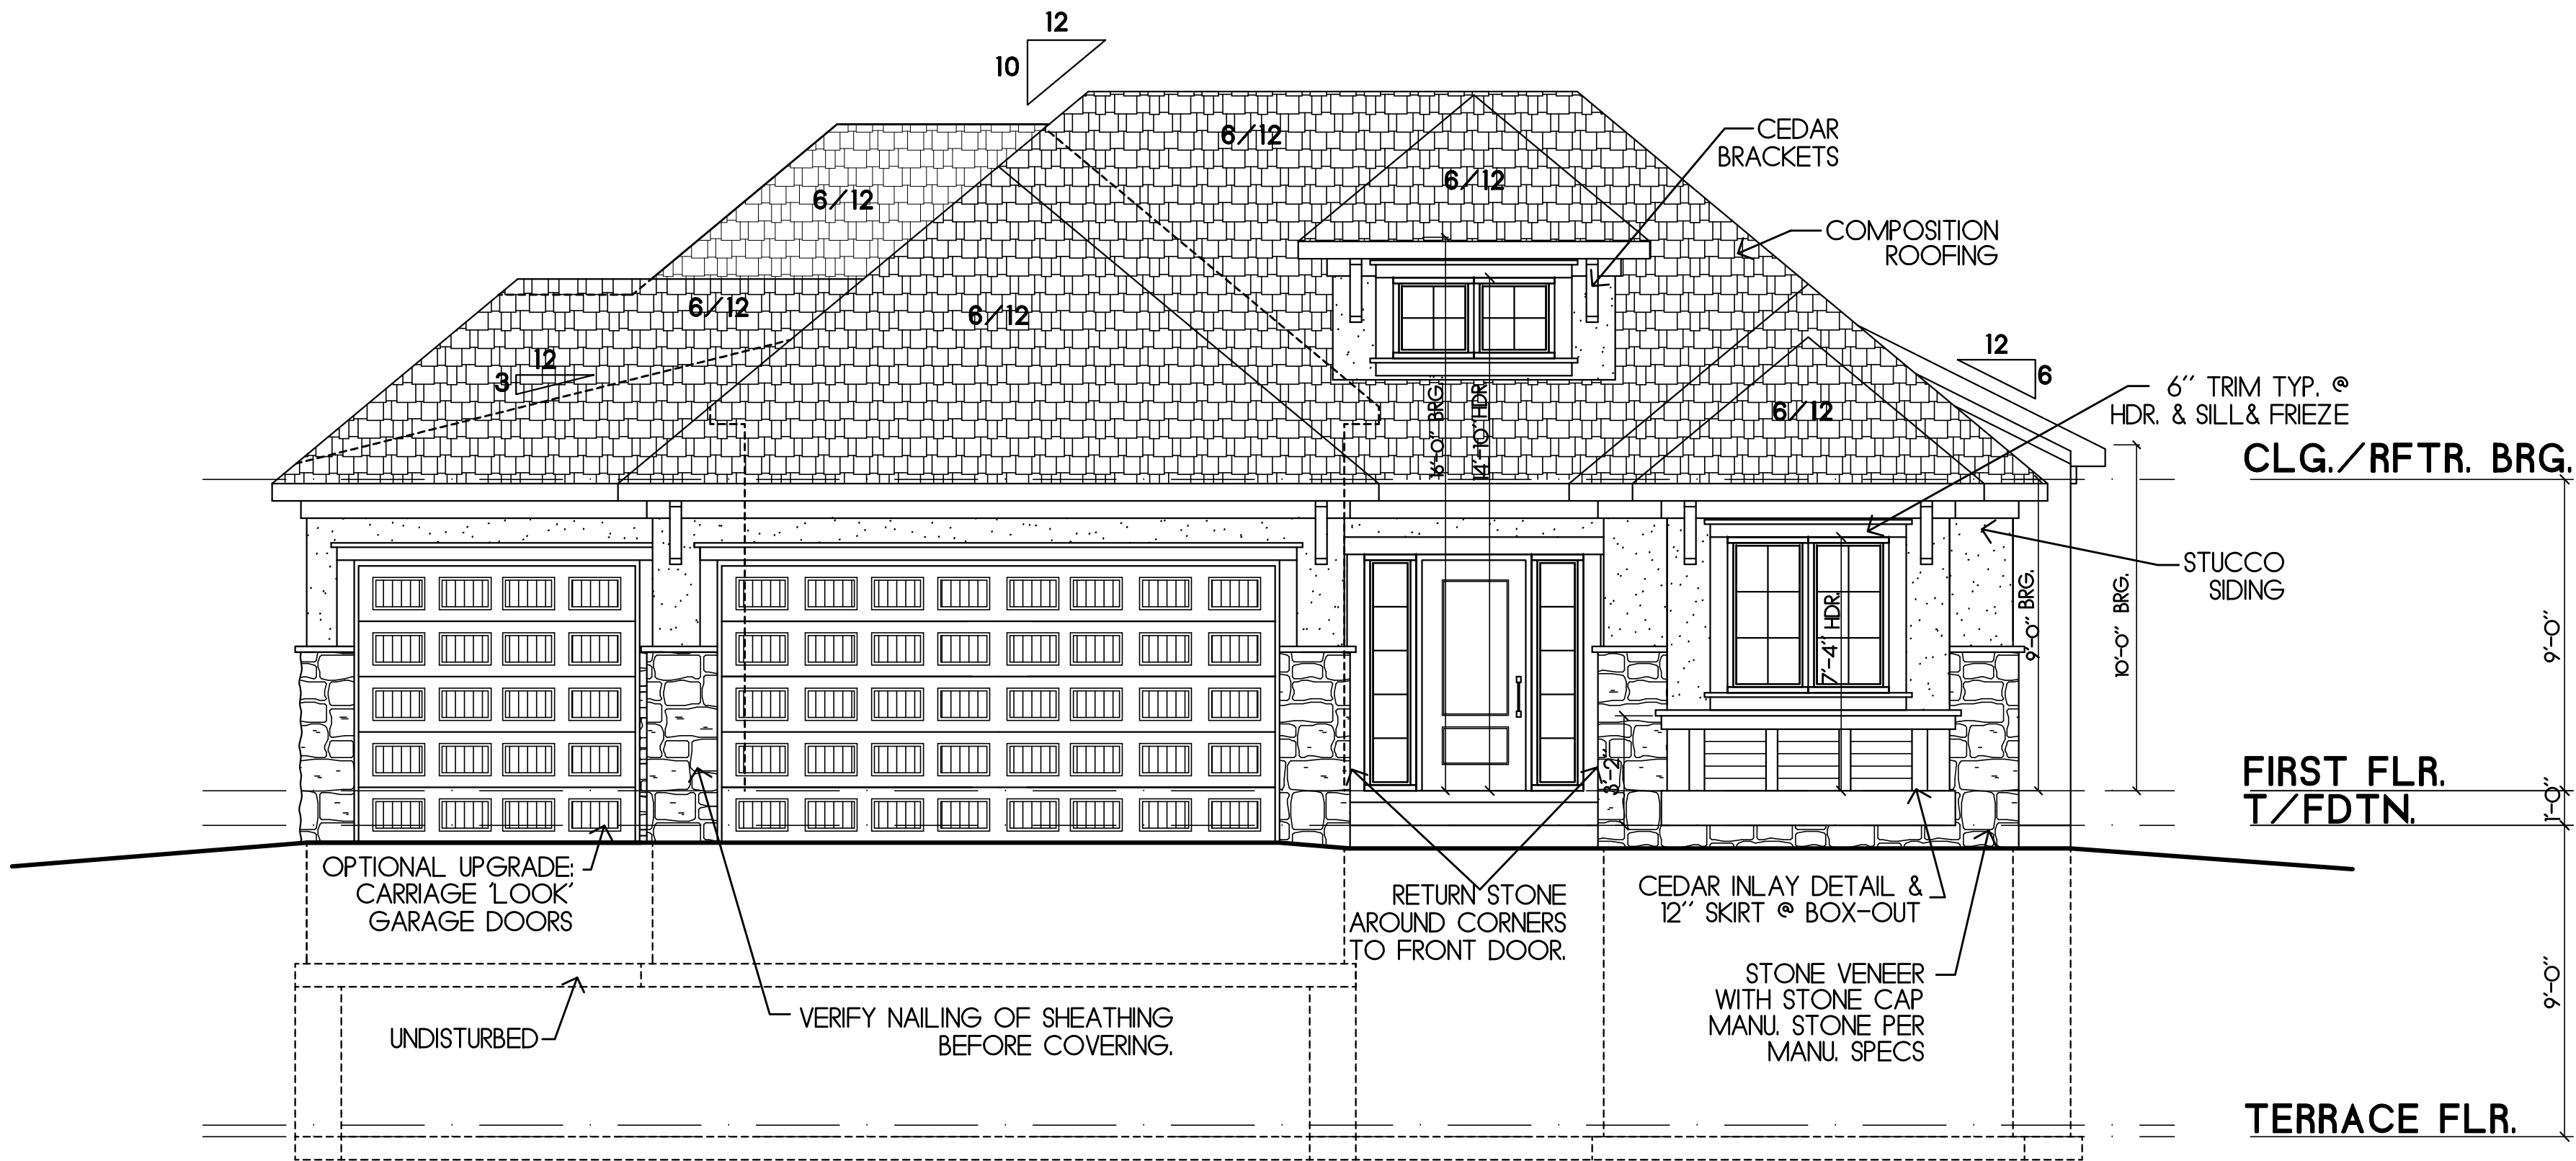 12
10
6/12
CEDAR
BRACKETS
6/12
6/12
COMPOSITION
ROOFING
6/12
6/12
12
3
12
6
6'' TRIM TYP. @
HDR. & SILL& FRIEZE
6/12
16'-0" BRG.
14'-10" HDR.
CLG./RFTR. BRG.
STUCCO
SIDING
9'-0" BRG.
10'-0" BRG.
7'-4" HDR.
9'-0"
3'-2"
FIRST FLR.
1'-0"
T/FDTN.
OPTIONAL UPGRADE:
CARRIAGE 'LOOK'
GARAGE DOORS
RETURN STONE
AROUND CORNERS
TO FRONT DOOR.
CEDAR INLAY DETAIL &
12'' SKIRT @ BOX-OUT
STONE VENEER
WITH STONE CAP
MANU. STONE PER
MANU. SPECS
9'-0"
UNDISTURBED
VERIFY NAILING OF SHEATHING
BEFORE COVERING.
TERRACE FLR.